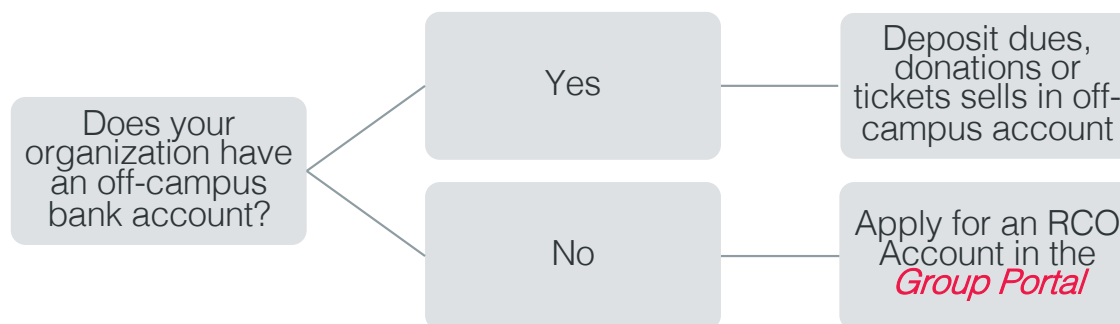 Does your
organization have
an off-campus
bank account?
Yes
Deposit dues,
donations or
tickets sells in off-
campus account
No
Apply for an RCO
Account in the
Group Portal